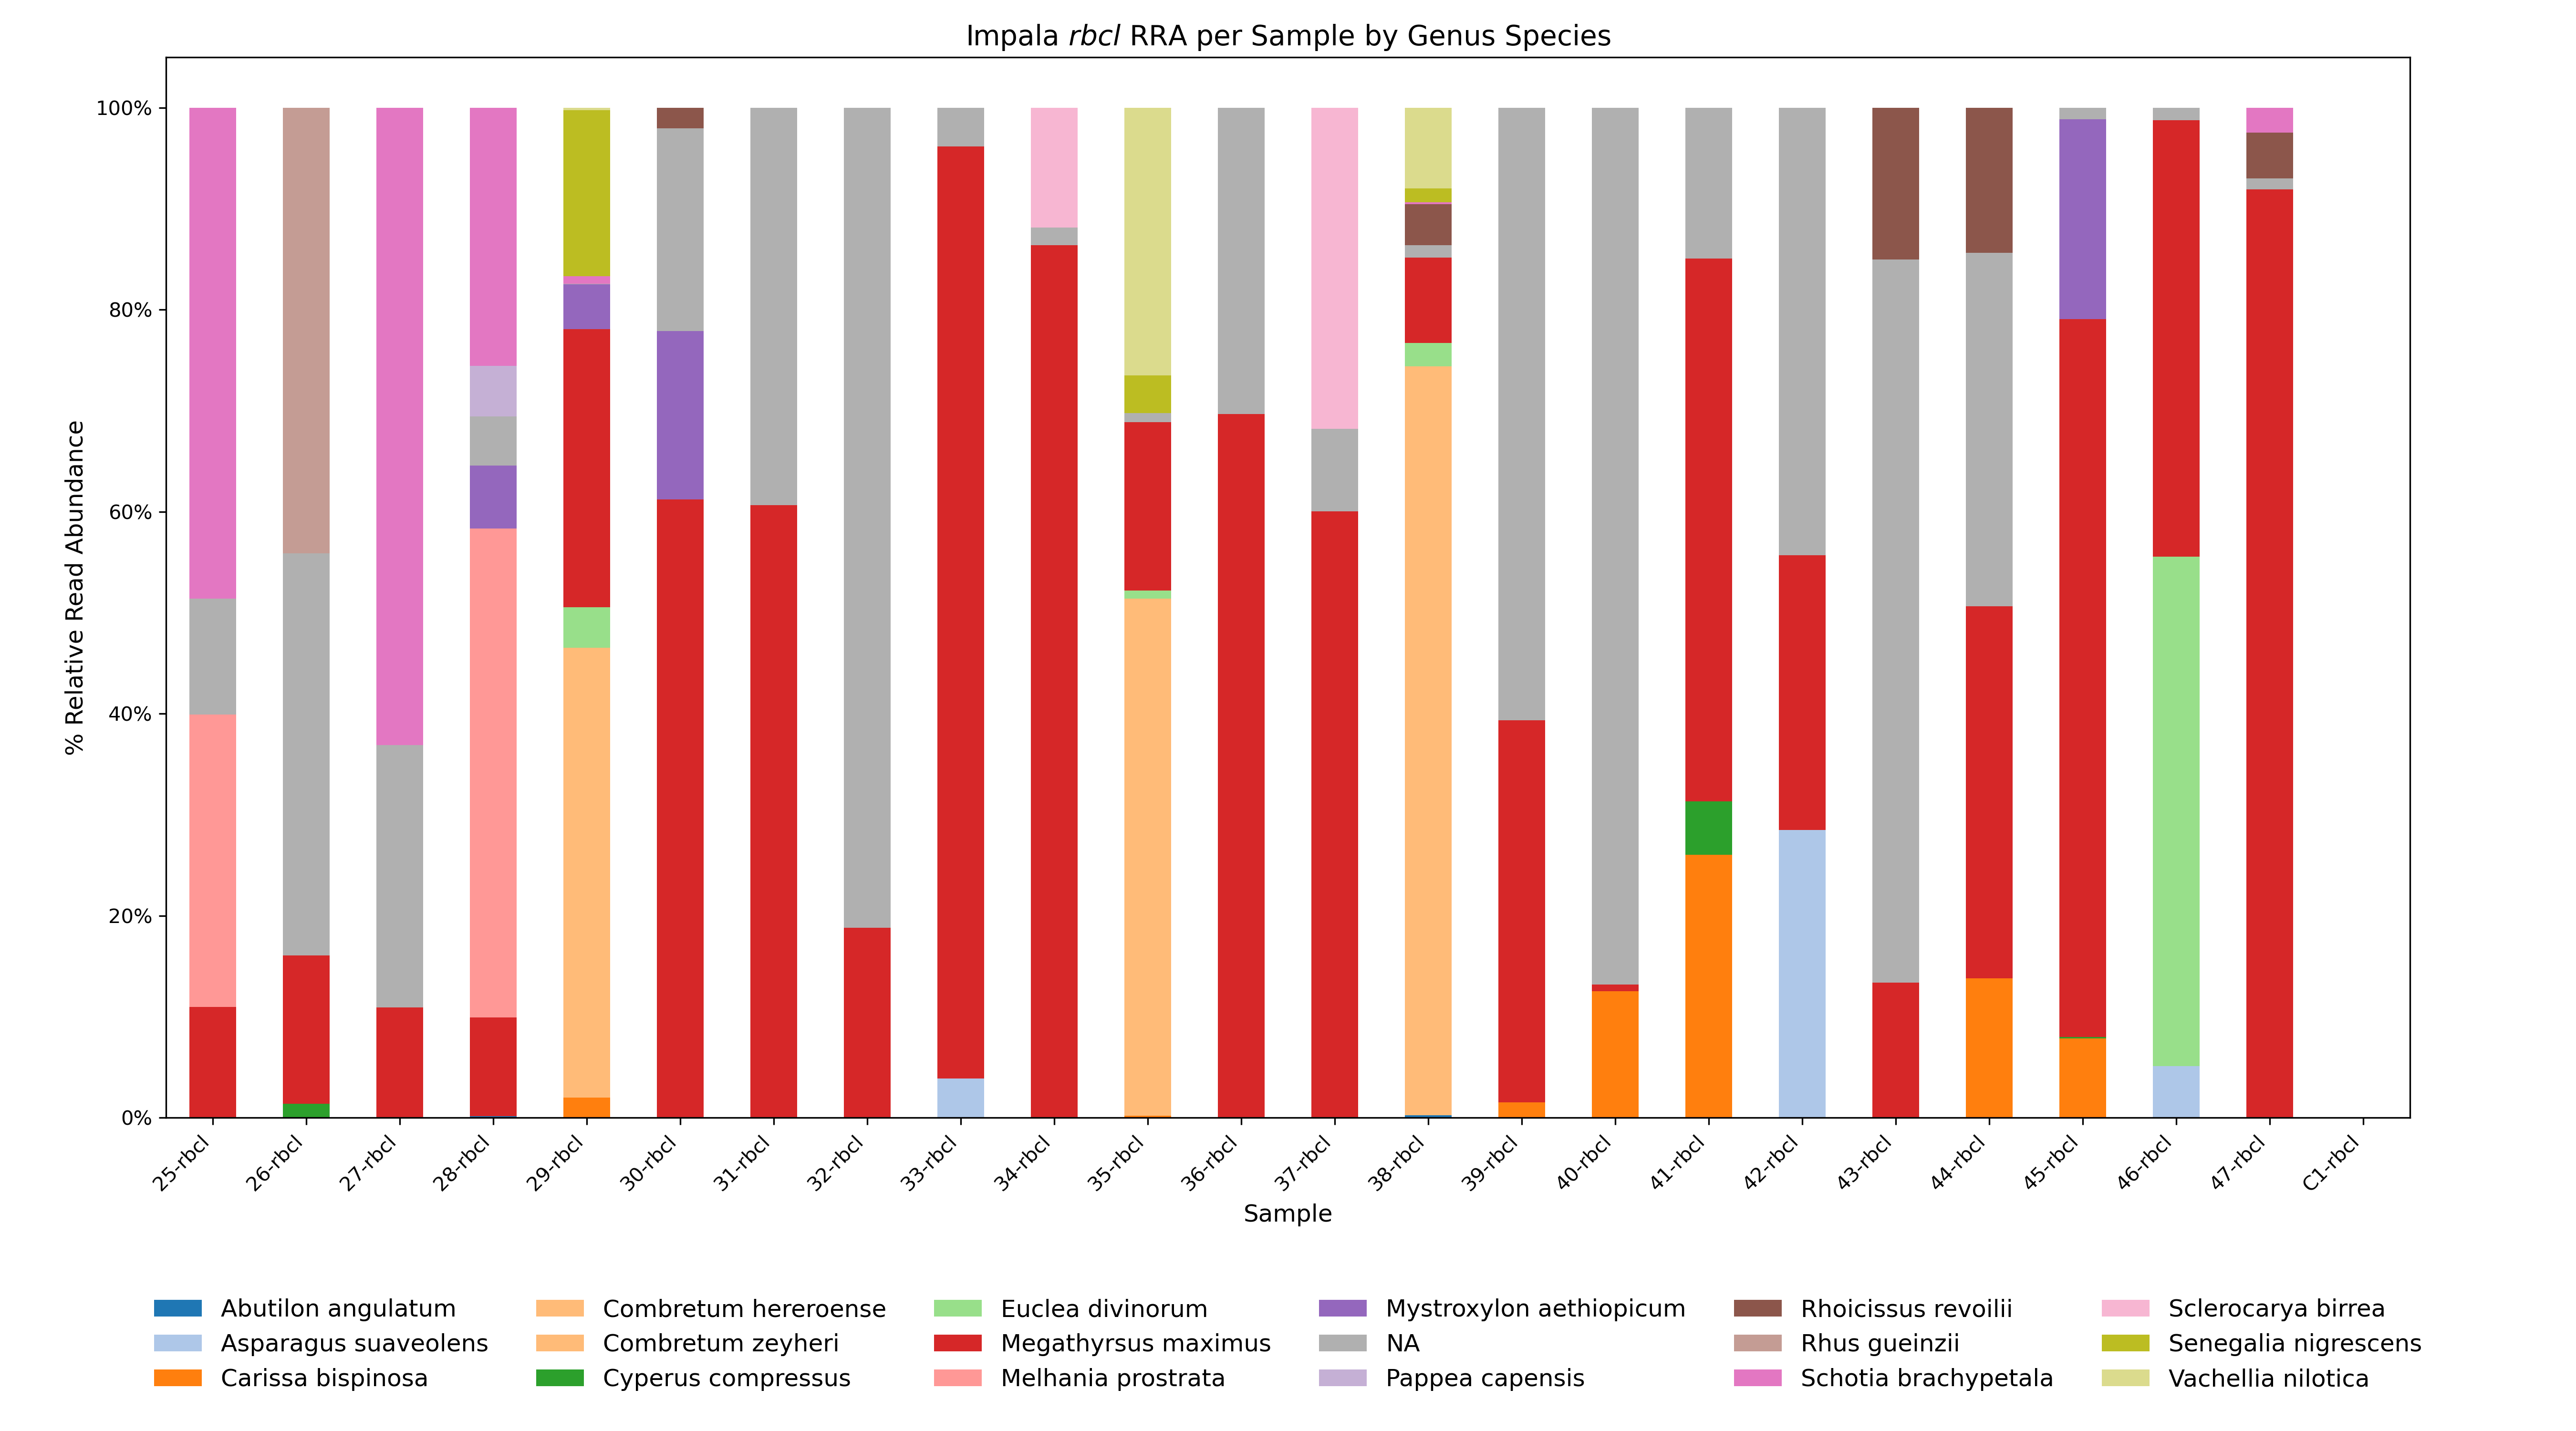 Impala rbcl RRA per Sample by Genus Species
% Relative Read Abundance
100%
80%
60%
40%
20%
0%
25-rbcl
26-rbcl
27-rbcl
28-rbcl
29-rbcl
30-rbcl
31-rbcl
32-rbcl
33-rbcl
34-rbcl
35-rbcl
36-rbcl
37-rbcl
38-rbcl
39-rbcl
40-rbcl
41-rbcl
42-rbcl
43-rbcl
44-rbcl
45-rbcl
46-rbcl
47-rbcl
C1-rbcl
Sample
Abutilon angulatum
Asparagus suaveolens
Carissa bispinosa
Combretum hereroense
Combretum zeyheri
Cyperus compressus
Euclea divinorum
Megathyrsus maximus
Melhania prostrata
Mystroxylon aethiopicum
NA
Pappea capensis
Rhoicissus revoilii
Rhus gueinzii
Schotia brachypetala
Sclerocarya birrea
Senegalia nigrescens
Vachellia nilotica